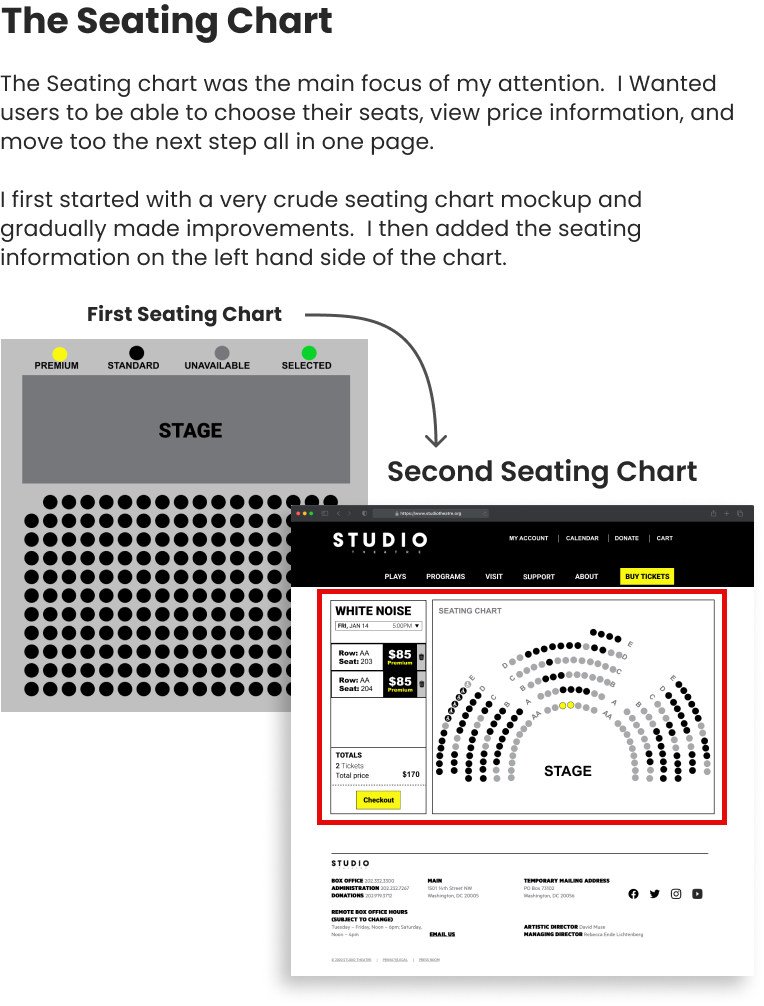 The Seating Chart
The Seating chart was the main focus of my attention.  I Wanted
users to be able to choose their seats, view price information, and
move too the next step all in one page.
I first started with a very crude seating chart mockup and
gradually made improvements.  I then added the seating
information on the left hand side of the chart.
First Seating Chart
PREMIUM STANDARD UNAVAILABLE SELECTED
STAGE
Second Seating Chart
https://www.studiotheatre.org
STUDIO
THEATRE
MY ACCOUNT | CALENDAR | DONATE | CART
PLAYS PROGRAMS VISIT SUPPORT ABOUT BUY TICKETS
WHITE NOISE
FRI, JAN 14 5:00PM ▼
Row: AA
Seat: 203
$85
Premium
Row: AA
Seat: 204
$85
Premium
TOTALS
2 Tickets
Total price $170
Checkout
SEATING CHART
E
D
D
C
C
B
B
A
A
AA
AA
E
D
C
B
E
D
C
B
STAGE
STUDIO
BOX OFFICE 202.332.3300
ADMINISTRATION 202.232.7267
DONATIONS 202.919.3712
MAIN
1501 14th Street NW
Washington, DC 20005
TEMPORARY MAILING ADDRESS
PO Box 73102
Washington, DC 20056
REMOTE BOX OFFICE HOURS
(SUBJECT TO CHANGE)
Tuesday – Friday, Noon – 6pm; Saturday,
Noon – 4pm
EMAIL US
ARTISTIC DIRECTOR David Muse
MANAGING DIRECTOR Rebecca Ende Lichtenberg
© 2020 STUDIO THEATRE | PRIVACY/LEGAL | PRESS ROOM